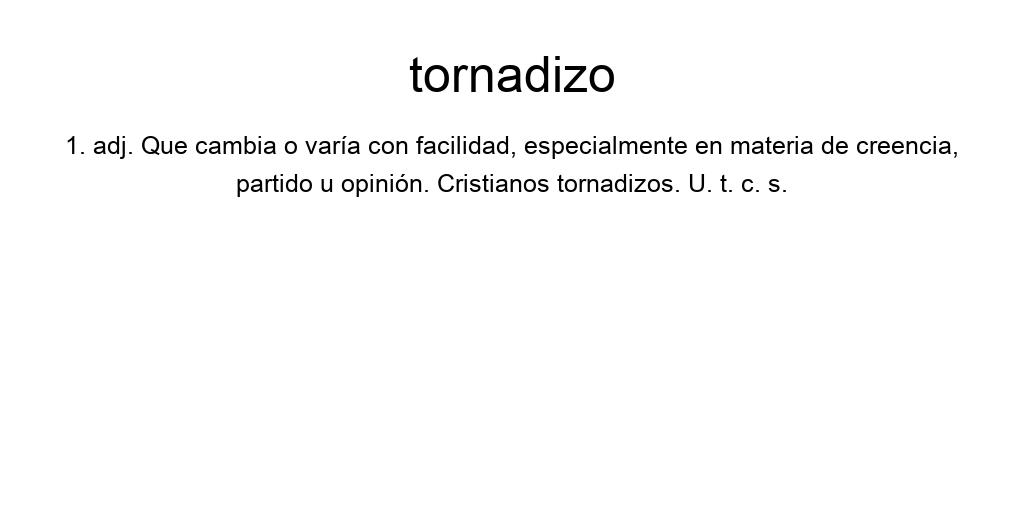 tornadizo
1. adj. Que cambia o varía con facilidad, especialmente en materia de creencia,
partido u opinión. Cristianos tornadizos. U. t. c. s.